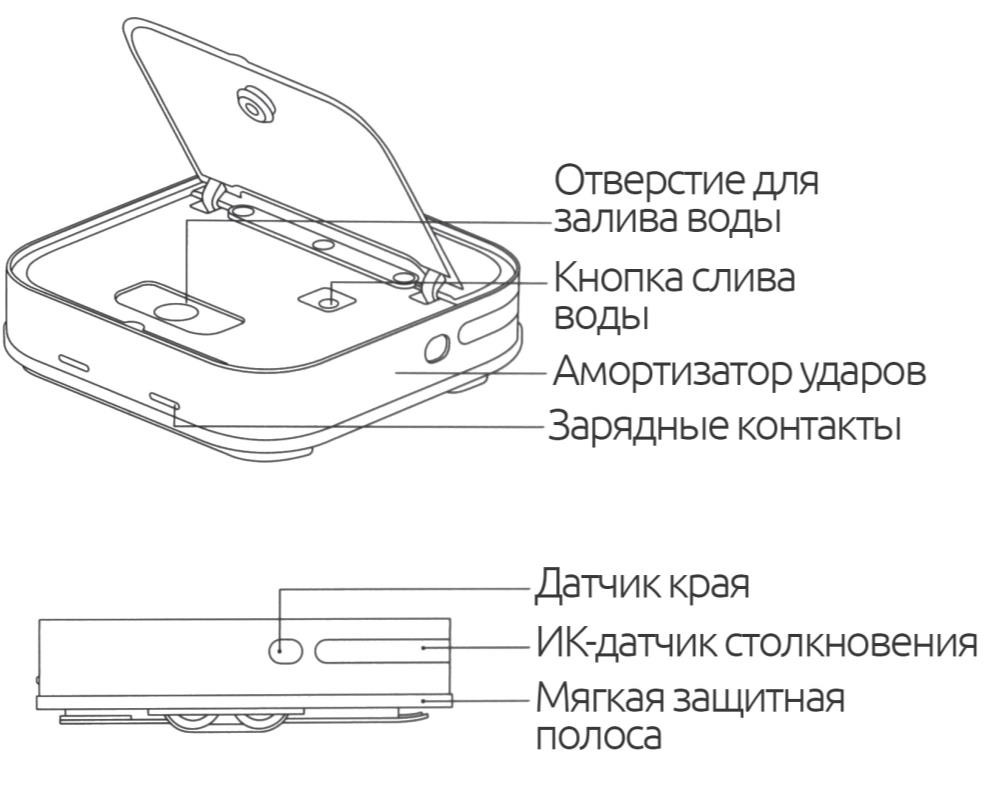 Отверстие для
залива воды
Кнопка слива
воды
Амортизатор ударов
Зарядные контакты
Датчик края
ИК-датчик столкновения
Мягкая защитная
полоса